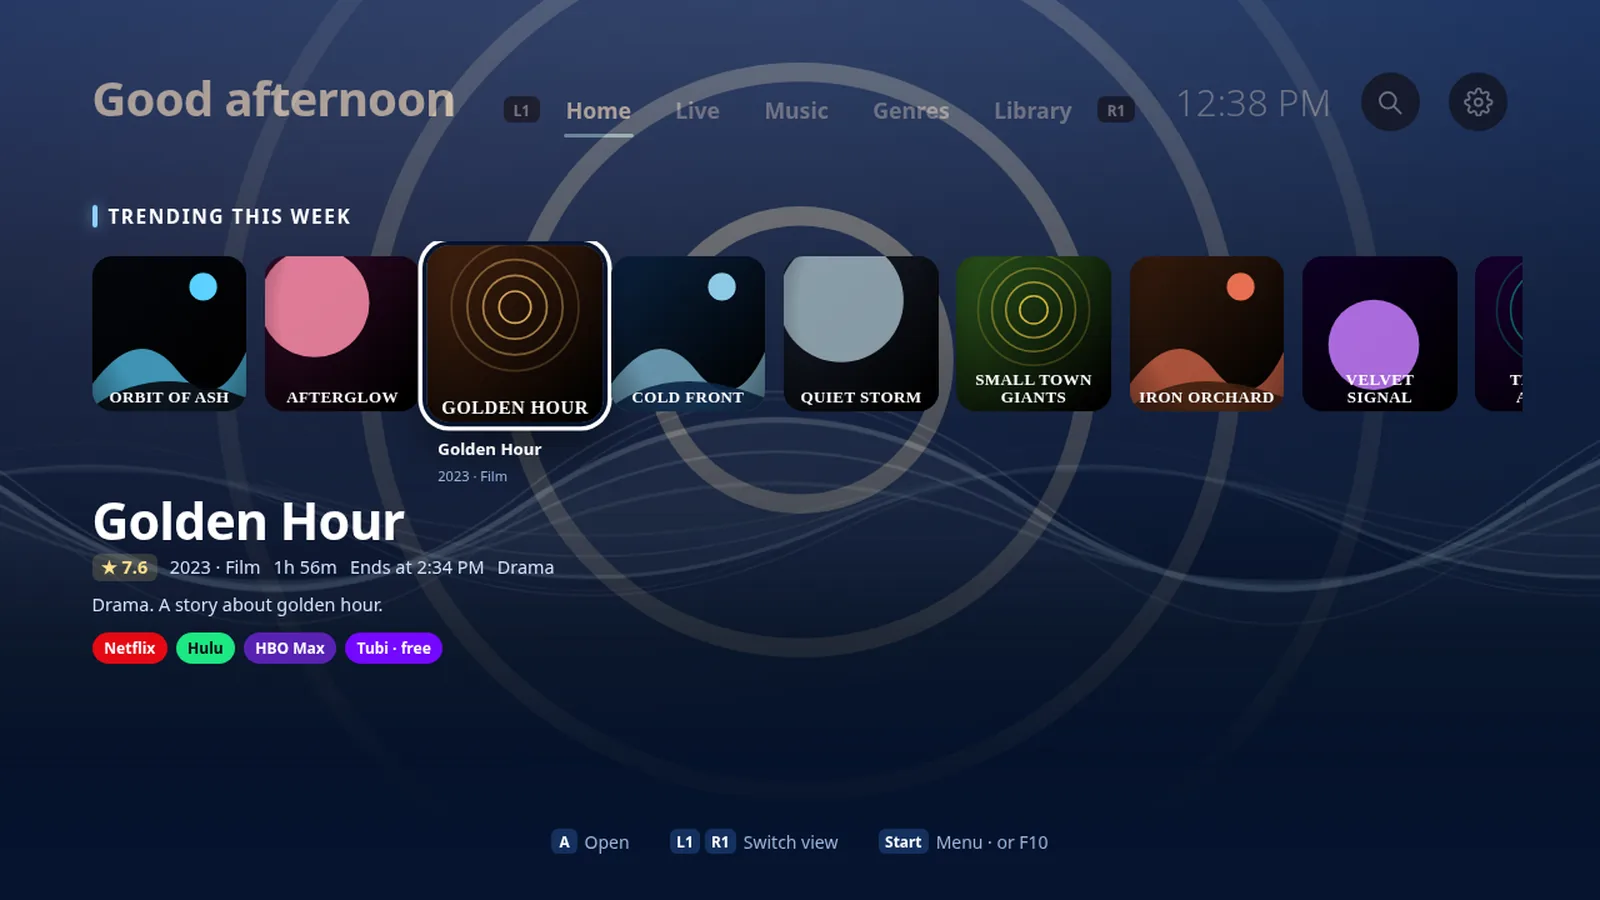 Good afternoon
L1 Home Live Music Genres Library R1
12:38 PM
TRENDING THIS WEEK
ORBIT OF ASH
AFTERGLOW
GOLDEN HOUR
COLD FRONT
QUIET STORM
SMALL TOWN
GIANTS
IRON ORCHARD
VELVET
SIGNAL
Golden Hour
2023 · Film
Golden Hour
★ 7.6 2023 · Film 1h 56m Ends at 2:34 PM Drama
Drama. A story about golden hour.
Netflix Hulu HBO Max Tubi · free
A Open L1 R1 Switch view Start Menu · or F10